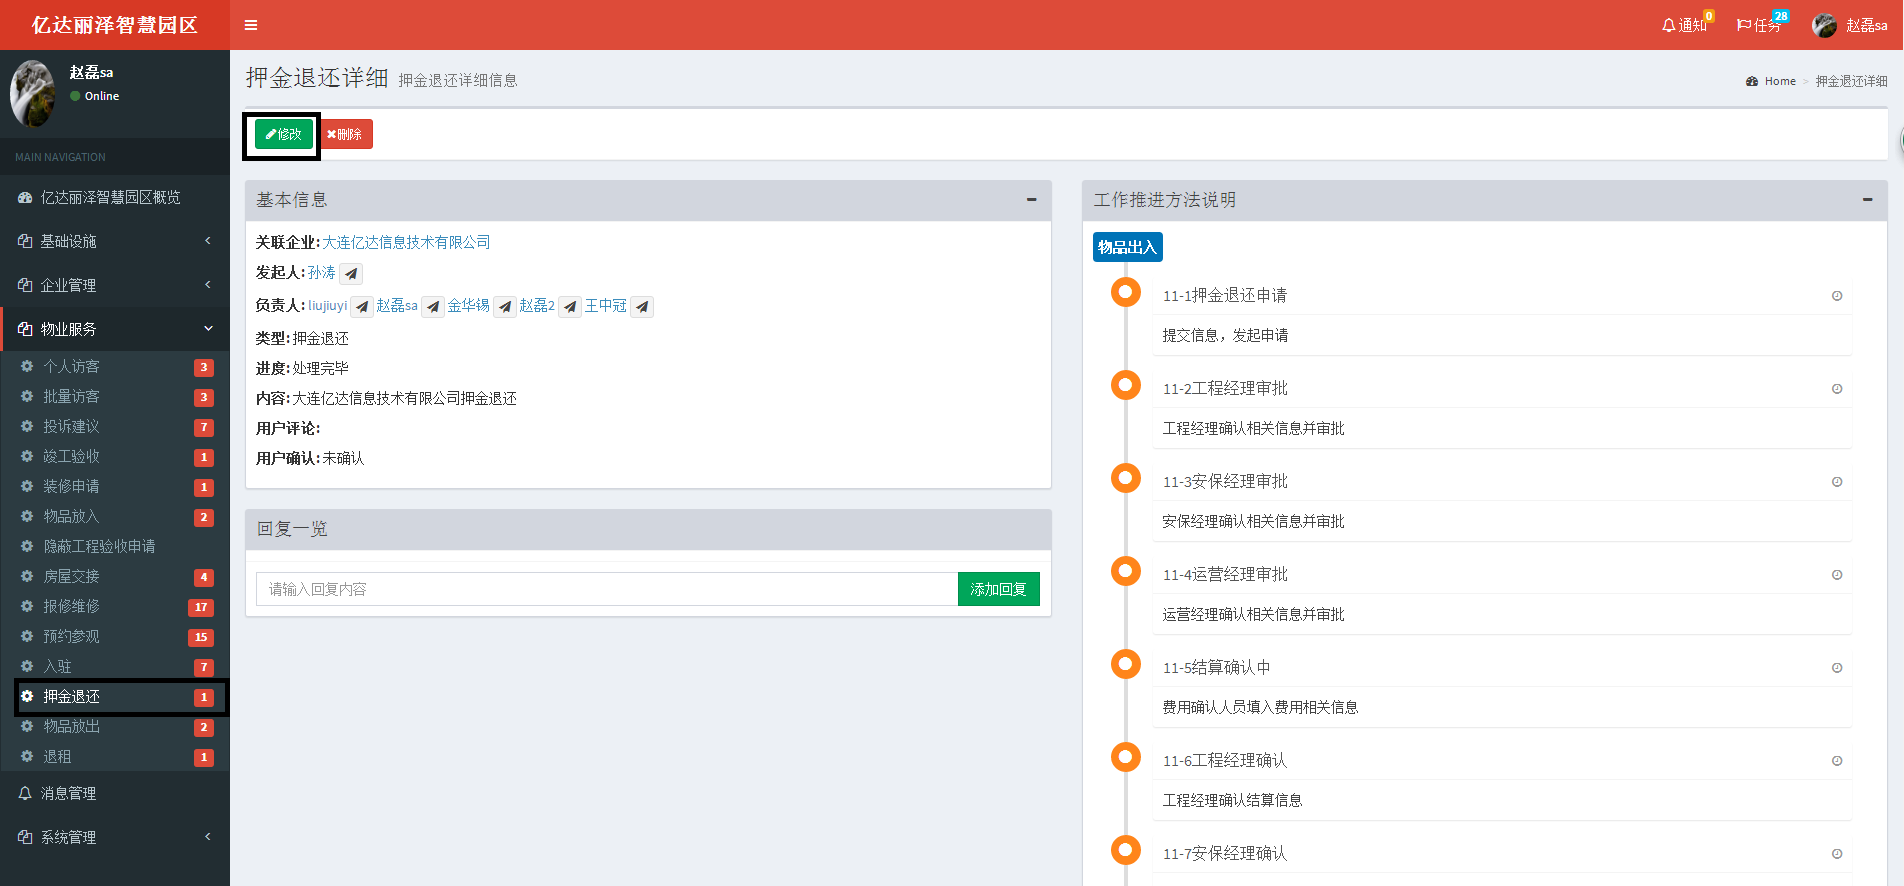 亿达丽泽智慧园区
通知 0
任务 28
赵磊sa
赵磊sa
Online
MAIN NAVIGATION
亿达丽泽智慧园区概览
基础设施
企业管理
物业服务
个人访客 3
批量访客 3
投诉建议 7
竣工验收 1
装修申请 1
物品放入 2
隐蔽工程验收申请
房屋交接 4
报修维修 17
预约参观 15
入驻 7
押金退还 1
物品放出 2
退租 1
消息管理
系统管理
押金退还详细 押金退还详细信息
Home > 押金退还详细
修改 删除
基本信息
关联企业:大连亿达信息技术有限公司
发起人:孙涛
负责人:liujiuyi 赵磊sa 金华锡 赵磊2 王中冠
类型:押金退还
进度:处理完毕
内容:大连亿达信息技术有限公司押金退还
用户评论:
用户确认:未确认
回复一览
请输入回复内容 添加回复
工作推进方法说明
物品出入
11-1押金退还申请
提交信息，发起申请
11-2工程经理审批
工程经理确认相关信息并审批
11-3安保经理审批
安保经理确认相关信息并审批
11-4运营经理审批
运营经理确认相关信息并审批
11-5结算确认中
费用确认人员填入费用相关信息
11-6工程经理确认
工程经理确认结算信息
11-7安保经理确认